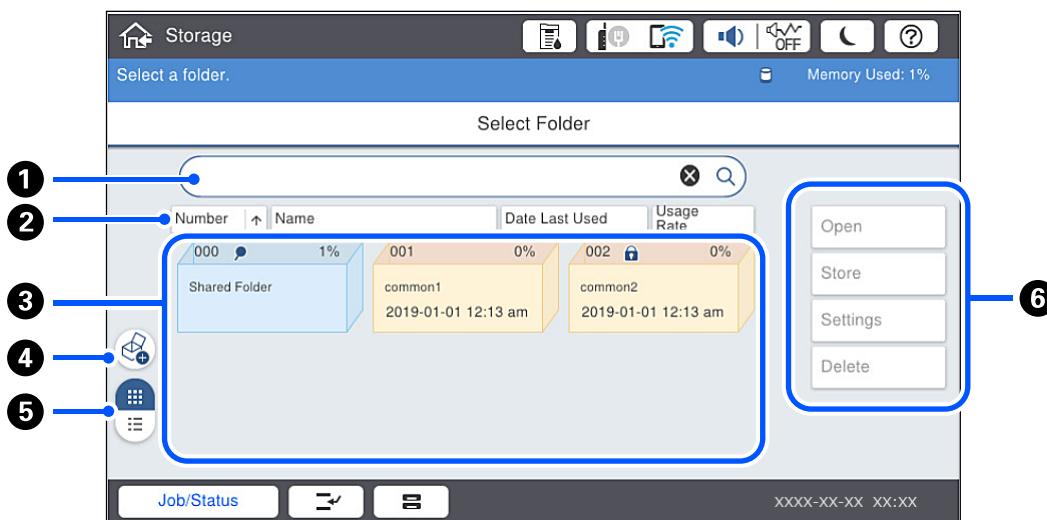 Storage
OFF
?
Select a folder.
Memory Used: 1%
Select Folder
1
2
Number
Name
Date Last Used
Usage
Rate
000
1%
001
0%
002
0%
Shared Folder
common1
common2
2019-01-01 12:13 am
2019-01-01 12:13 am
3
4
5
Open
Store
Settings
Delete
6
Job/Status
XXXX-XX-XX XX:XX